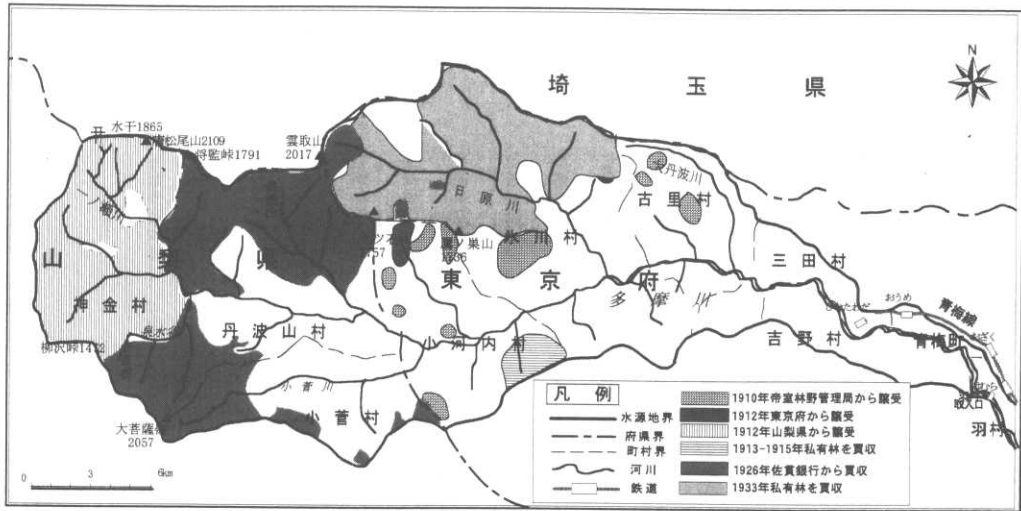 埼玉県
N
水干1865
松尾山2109
将監峠1791
雲取山
2017
日原川
丹波川
古里村
氷川村
ノ巣山
山
県
東京府
三田村
多摩川
おうめ
青梅線
神金村
丹波山村
小河内村
吉野村
青梅町
柳沢峠14
小菅川
小菅村
大菩薩
2057
取入口
羽村
0 3 6km
凡例
水源地界
府県界
町村界
河川
鉄道
1910年帝室林野管理局から譲受
1912年東京府から譲受
1912年山梨県から譲受
1913-1915年私有林を買収
1926年佐貫銀行から買収
1933年私有林を買収